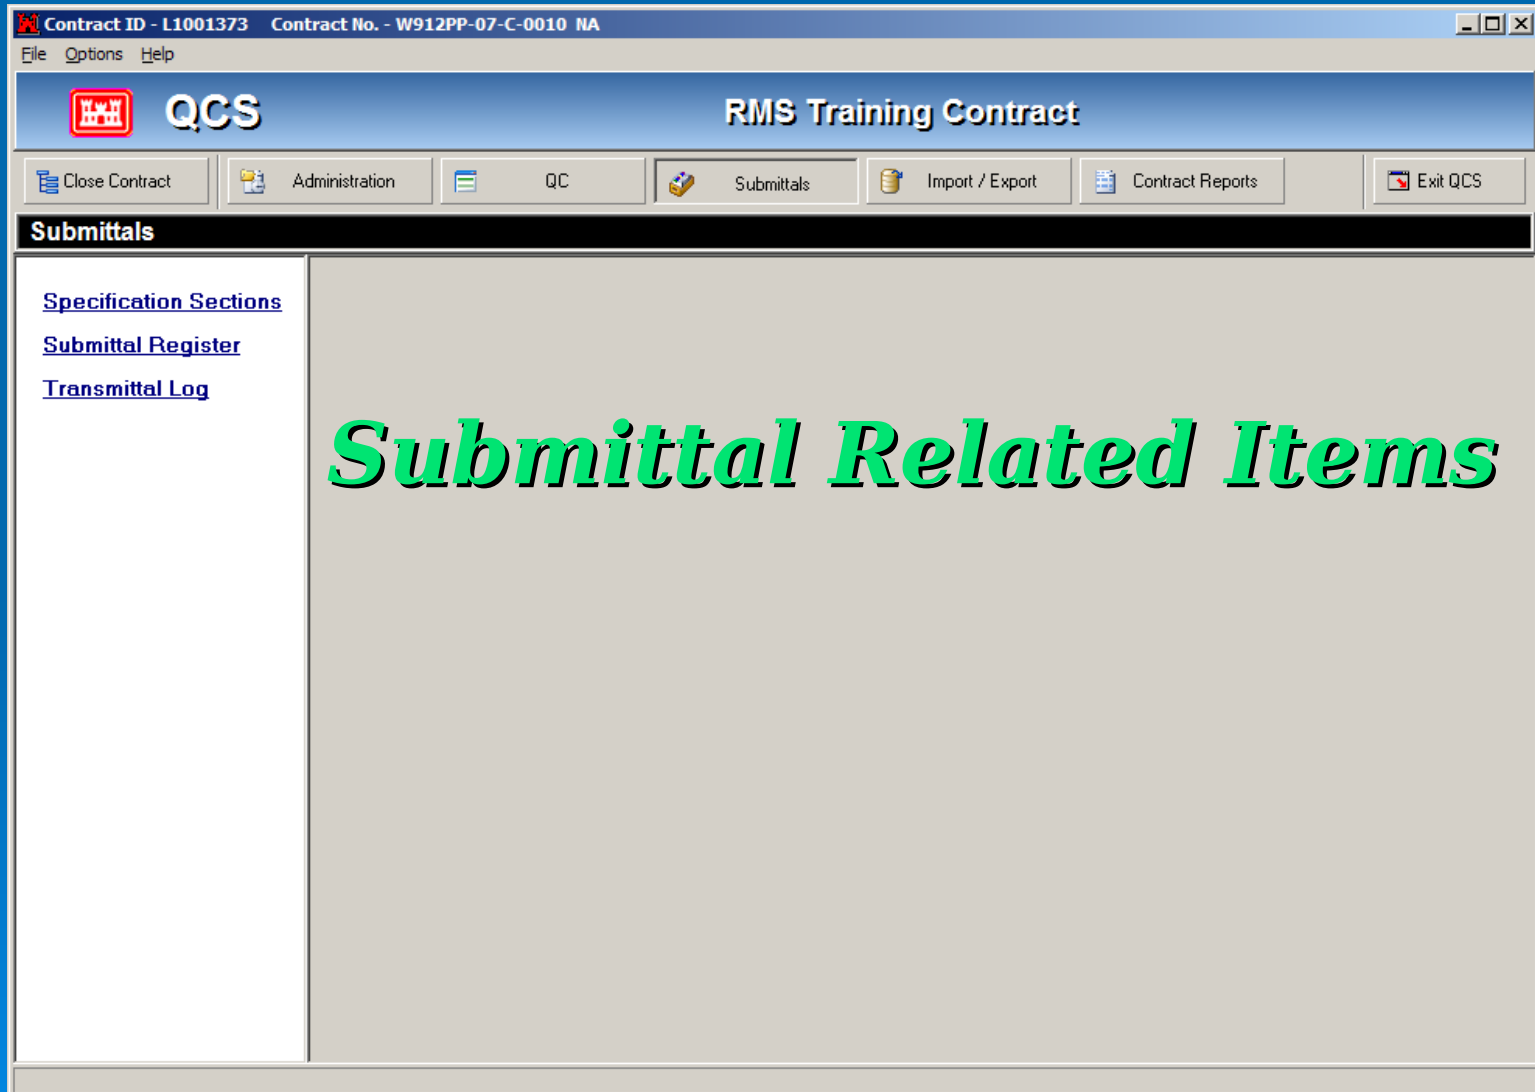 Contract ID - L1001373 Contract No. - W912PP-07-C-0010 NA
File Options Help
QCS RMS Training Contract
Close Contract Administration QC Submittals Import / Export Contract Reports Exit QCS
Submittals
Specification Sections
Submittal Register
Transmittal Log
Submittal Related Items